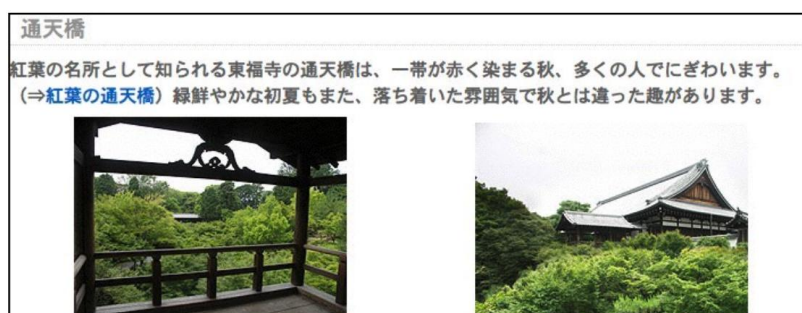 通天橋
紅葉の名所として知られる東福寺の通天橋は、一帯が赤く染まる秋、多くの人でにぎわいます。
（⇒紅葉の通天橋）緑鮮やかな初夏もまた、落ち着いた雰囲気で秋とは違った趣があります。